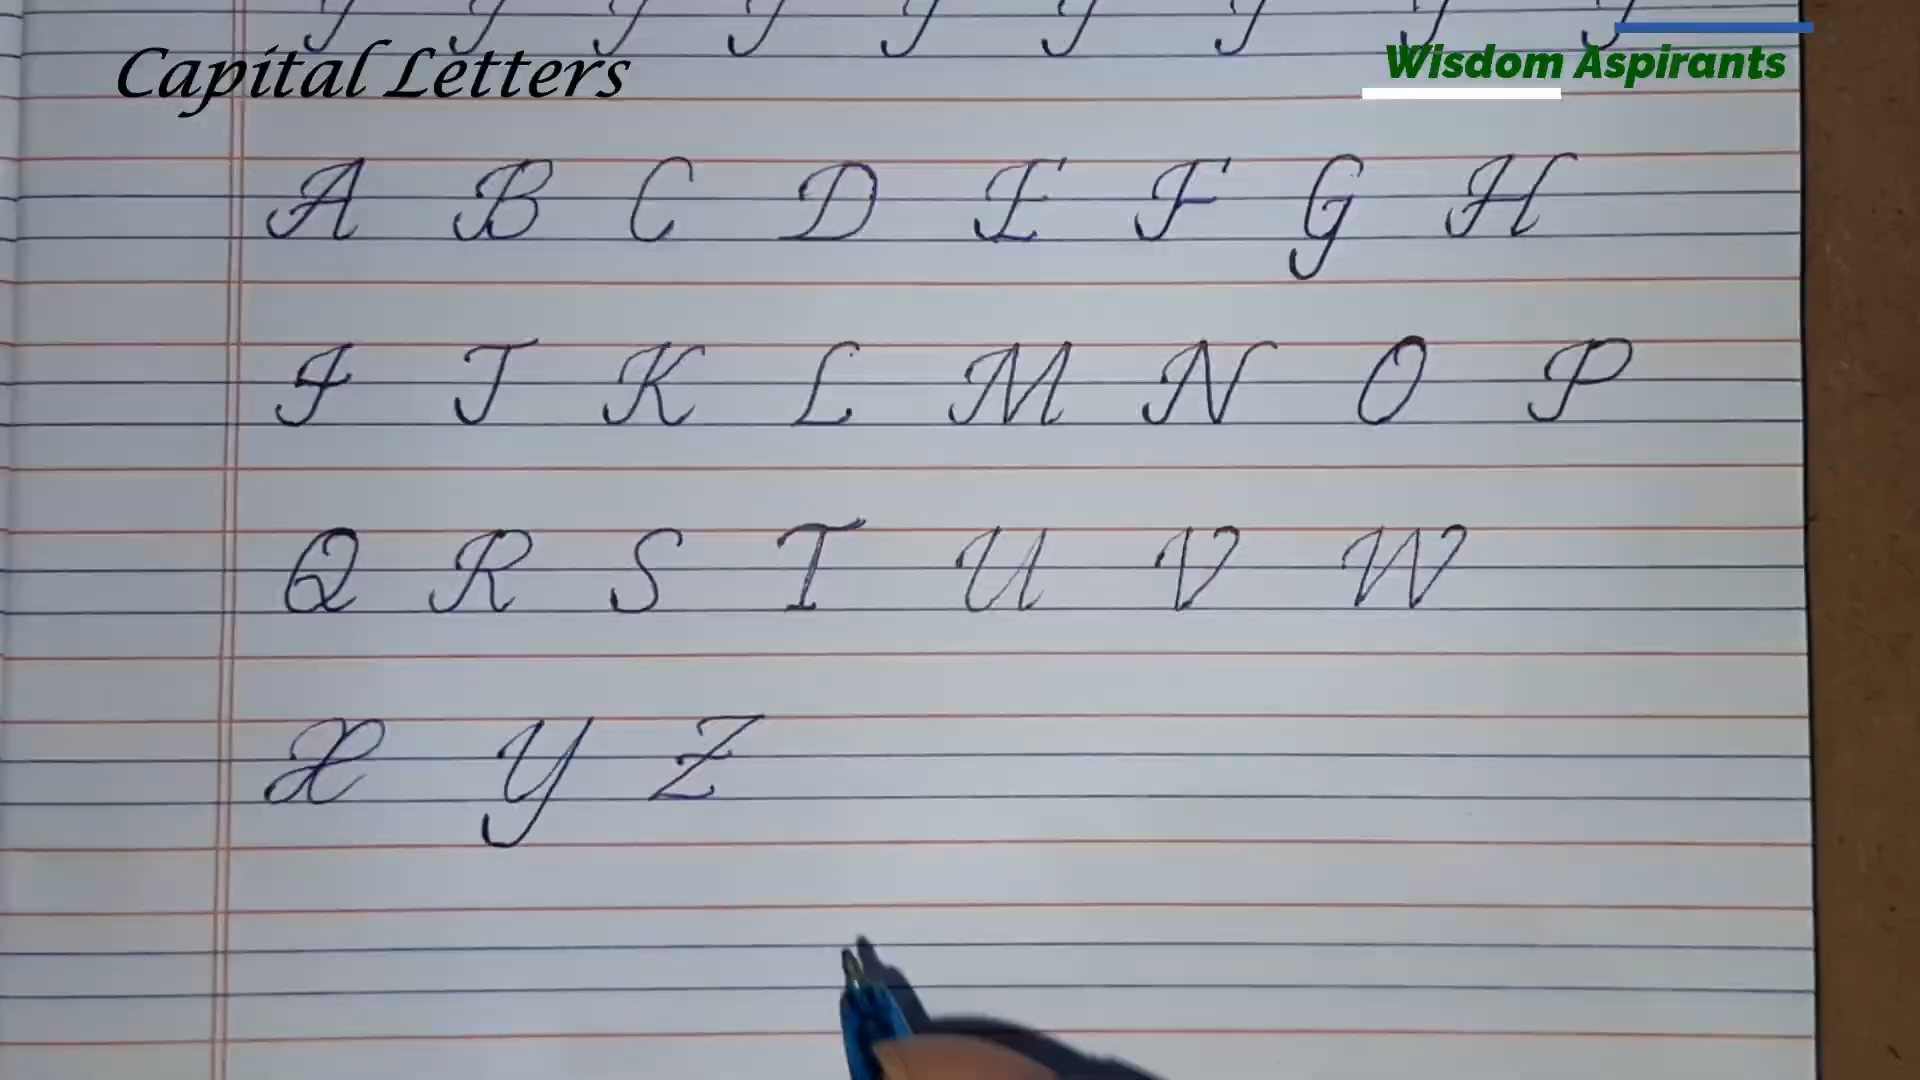 Capital Letters
Wisdom Aspirants
A B C D E F G H
I J K L M N O P
Q R S T U V W
X Y Z